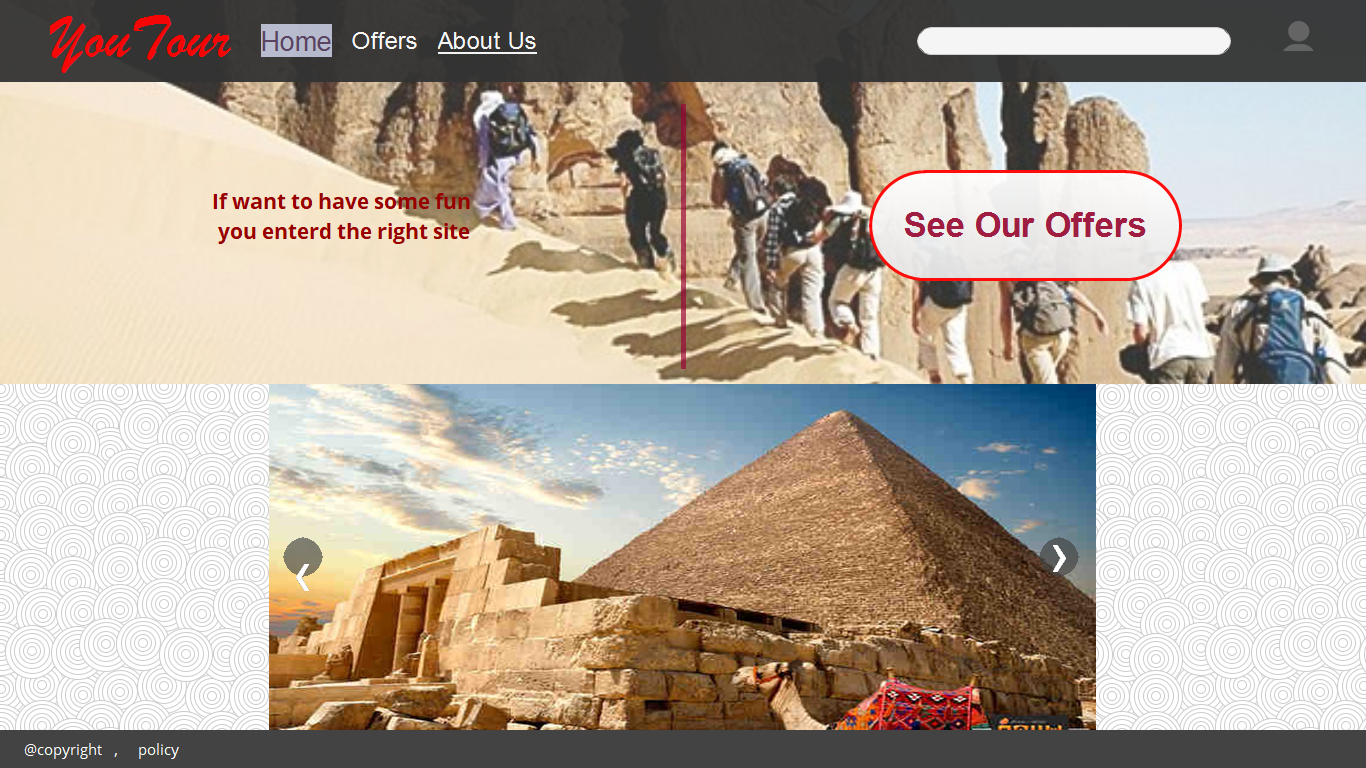 YouTour
Home Offers About Us
If want to have some fun
you enterd the right site
See Our Offers
@copyright , policy